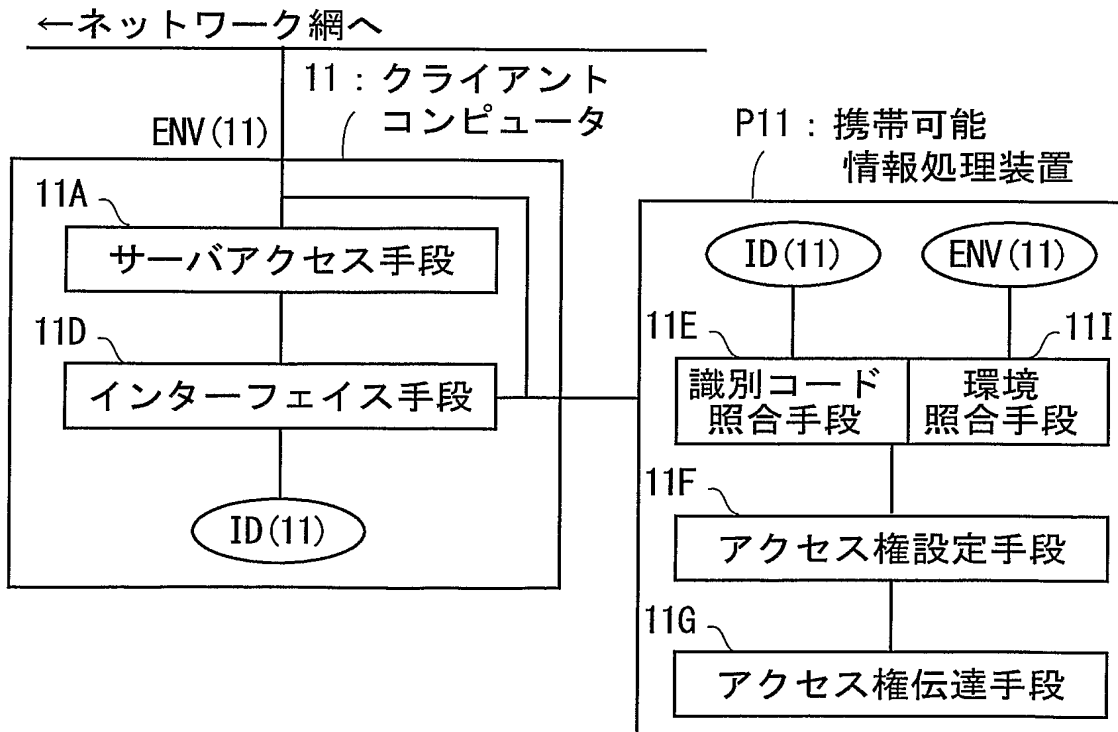 ←ネットワーク網へ
11：クライアント
コンピュータ
ENV(11)
11A
サーバアクセス手段
11D
インターフェイス手段
ID(11)
P11：携帯可能
情報処理装置
ID(11)
ENV(11)
11E
11I
識別コード
照合手段
環境
照合手段
11F
アクセス権設定手段
11G
アクセス権伝達手段